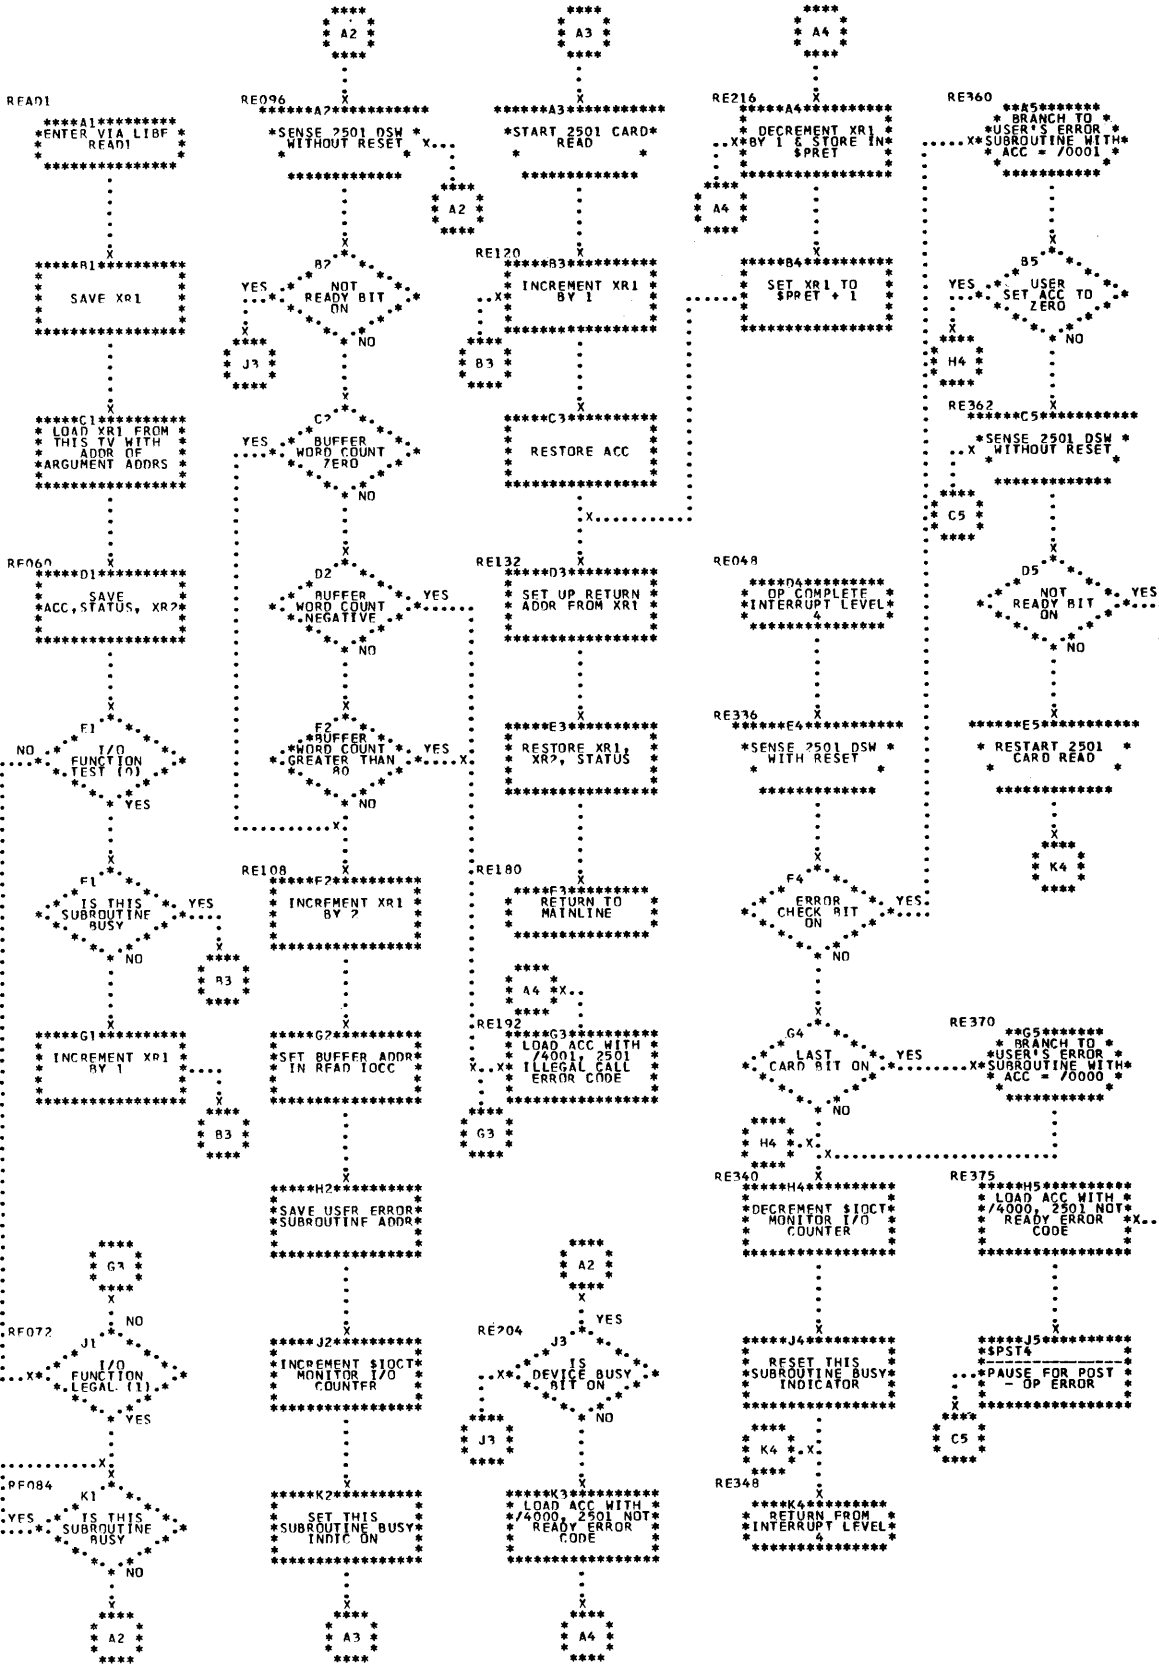 A2
A3
A4
READ1
A1
ENTER VIA LIBF
READ1
B1
SAVE XR1
C1
LOAD XR1 FROM
THIS TV WITH
ADDR OF
ARGUMENT ADDRS
RE060
D1
SAVE
ACC,STATUS, XR2
E1
I/O
FUNCTION
TEST (0)
NO
YES
F1
IS THIS
SUBROUTINE
BUSY
YES
NO
B3
G1
INCREMENT XR1
BY 1
B3
G3
NO
RE072
J1
I/O
FUNCTION
LEGAL (1)
YES
RE084
K1
YES
IS THIS
SUBROUTINE
BUSY
NO
A2
RE096
A2
SENSE 2501 DSW
WITHOUT RESET
A2
B2
YES
NOT
READY BIT
ON
NO
J3
C2
YES
BUFFER
WORD COUNT
ZERO
NO
D2
BUFFER
WORD COUNT
NEGATIVE
YES
NO
E2
BUFFER
WORD COUNT
GREATER THAN
80
YES
NO
RE108
F2
INCREMENT XR1
BY 2
G2
SET BUFFER ADDR
IN READ IOCC
H2
SAVE USER ERROR
SUBROUTINE ADDR
J2
INCREMENT $IOCT
MONITOR I/O
COUNTER
K2
SET THIS
SUBROUTINE BUSY
INDIC ON
A3
A3
START 2501 CARD
READ
RE120
B3
INCREMENT XR1
BY 1
B3
C3
RESTORE ACC
RE132
D3
SET UP RETURN
ADDR FROM XR1
E3
RESTORE XR1,
XR2, STATUS
RE180
F3
RETURN TO
MAINLINE
A4
RE192
G3
LOAD ACC WITH
/4001, 2501
ILLEGAL CALL
ERROR CODE
G3
A2
YES
RE204
J3
IS
DEVICE BUSY
BIT ON
NO
J3
K3
LOAD ACC WITH
/4000, 2501 NOT
READY ERROR
CODE
A4
RE216
A4
DECREMENT XR1
BY 1 & STORE IN
$PRET
A4
B4
SET XR1 TO
$PRET + 1
RE048
D4
OP COMPLETE
INTERRUPT LEVEL
4
RE336
E4
SENSE 2501 DSW
WITH RESET
F4
ERROR
CHECK BIT
ON
YES
NO
G4
LAST
CARD BIT ON
YES
NO
H4
RE340
H4
DECREMENT $IOCT
MONITOR I/O
COUNTER
J4
RESET THIS
SUBROUTINE BUSY
INDICATOR
K4
RE348
K4
RETURN FROM
INTERRUPT LEVEL
4
RE360
A5
BRANCH TO
USER'S ERROR
SUBROUTINE WITH
ACC = /0001
B5
YES
USER
SET ACC TO
ZERO
NO
H4
RE362
C5
SENSE 2501 DSW
WITHOUT RESET
C5
D5
NOT
READY BIT
ON
YES
NO
E5
RESTART 2501
CARD READ
K4
RE370
G5
BRANCH TO
USER'S ERROR
SUBROUTINE WITH
ACC = /0000
RE375
H5
LOAD ACC WITH
/4000, 2501 NOT
READY ERROR
CODE
J5
$PST4
PAUSE FOR POST
- OP ERROR
C5